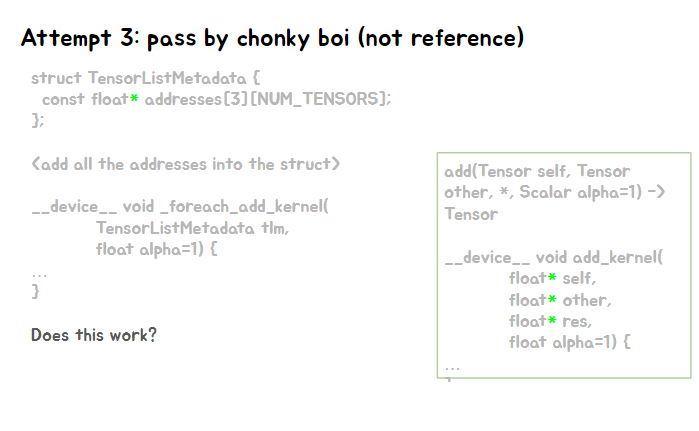 Attempt 3: pass by chonky boi (not reference)
struct TensorListMetadata {
const float* addresses[3][NUM_TENSORS];
};
<add all the addresses into the struct>
__device__ void _foreach_add_kernel(
TensorListMetadata tlm,
float alpha=1) {
...
}
Does this work?
add(Tensor self, Tensor
other, *, Scalar alpha=1) ->
Tensor
__device__ void add_kernel(
float* self,
float* other,
float* res,
float alpha=1) {
...